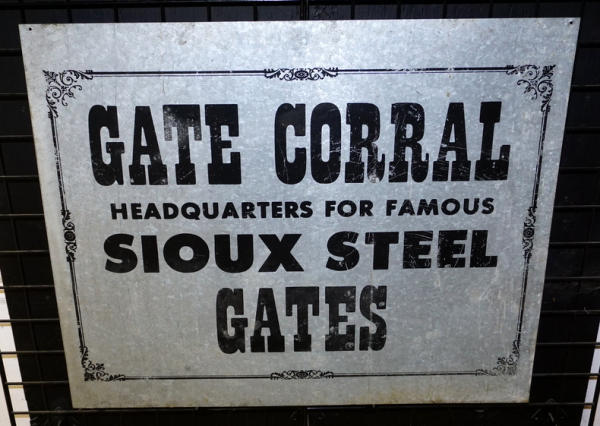 GATE CORRAL
HEADQUARTERS FOR FAMOUS
SIOUX STEEL
GATES